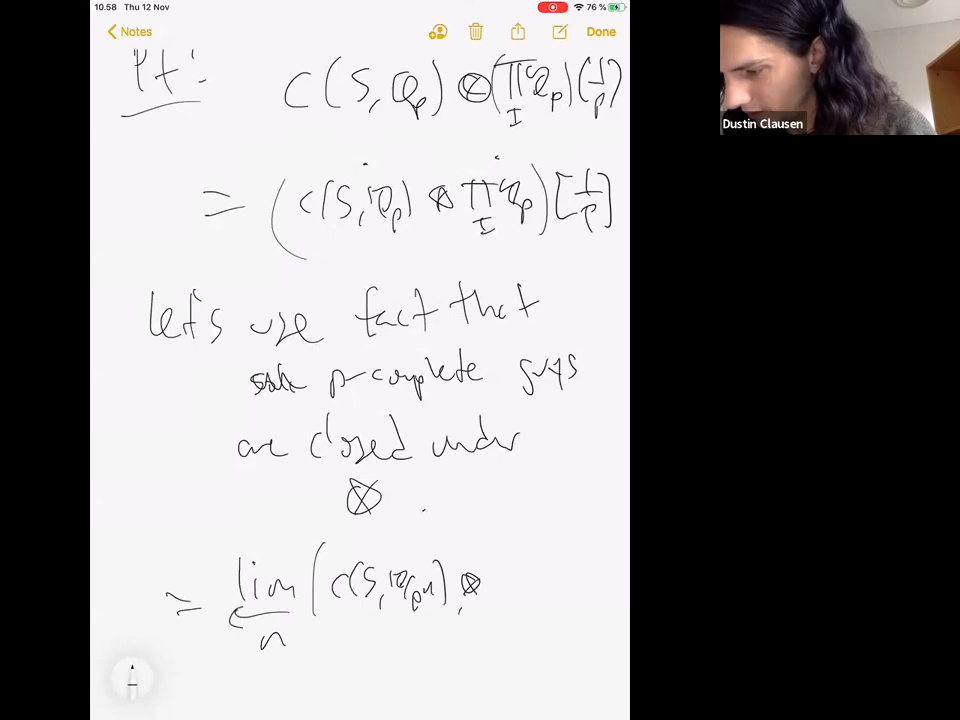 10.58 Thu 12 Nov
76 %
Notes
Done
Dustin Clausen
Pf:
C(S, Q_p) ⊗ (∏_I Z_p)[1/p]
= (C(S, Z_p) ⊗ ∏_I Z_p)[1/p]
Let's use fact that
p-complete guys
are closed under
⊗.
= lim_n (C(S, Z/p^n) ⊗